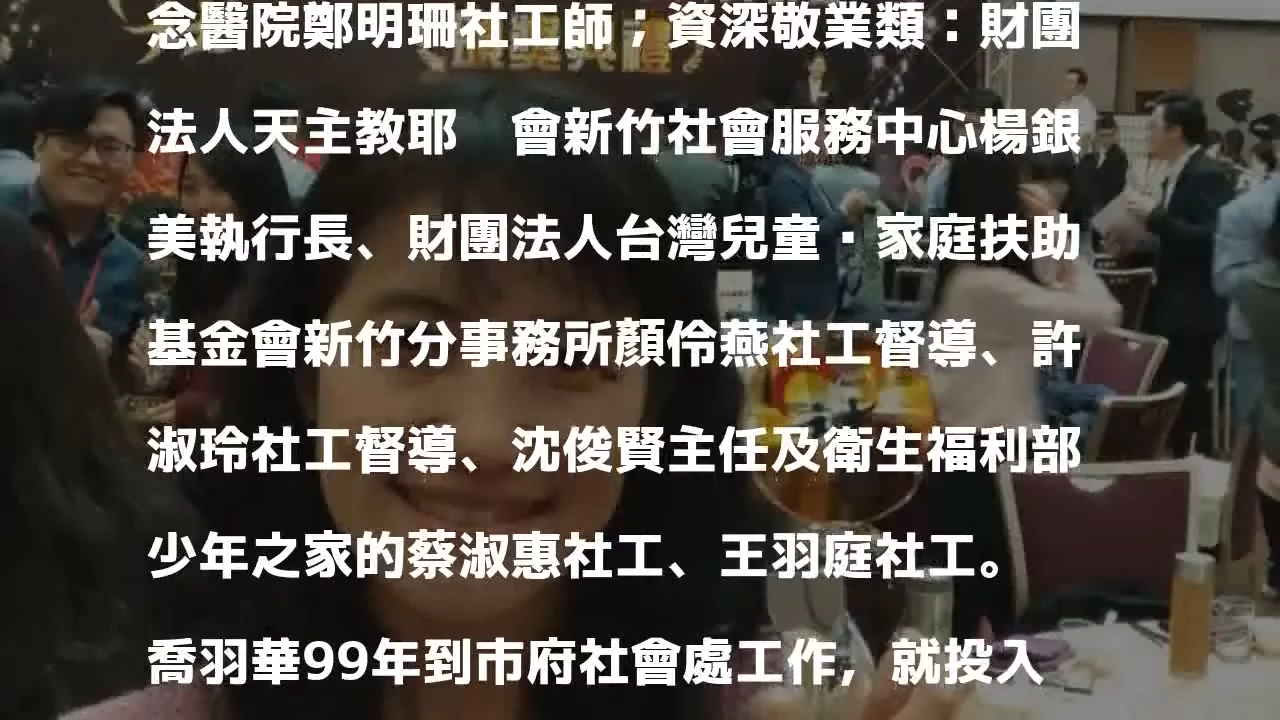 頒獎典禮
念醫院鄭明珊社工師；資深敬業類：財團
法人天主教耶　會新竹社會服務中心楊銀
美執行長、財團法人台灣兒童‧家庭扶助
基金會新竹分事務所顏伶燕社工督導、許
淑玲社工督導、沈俊賢主任及衛生福利部
少年之家的蔡淑惠社工、王羽庭社工。
喬羽華99年到市府社會處工作，就投入